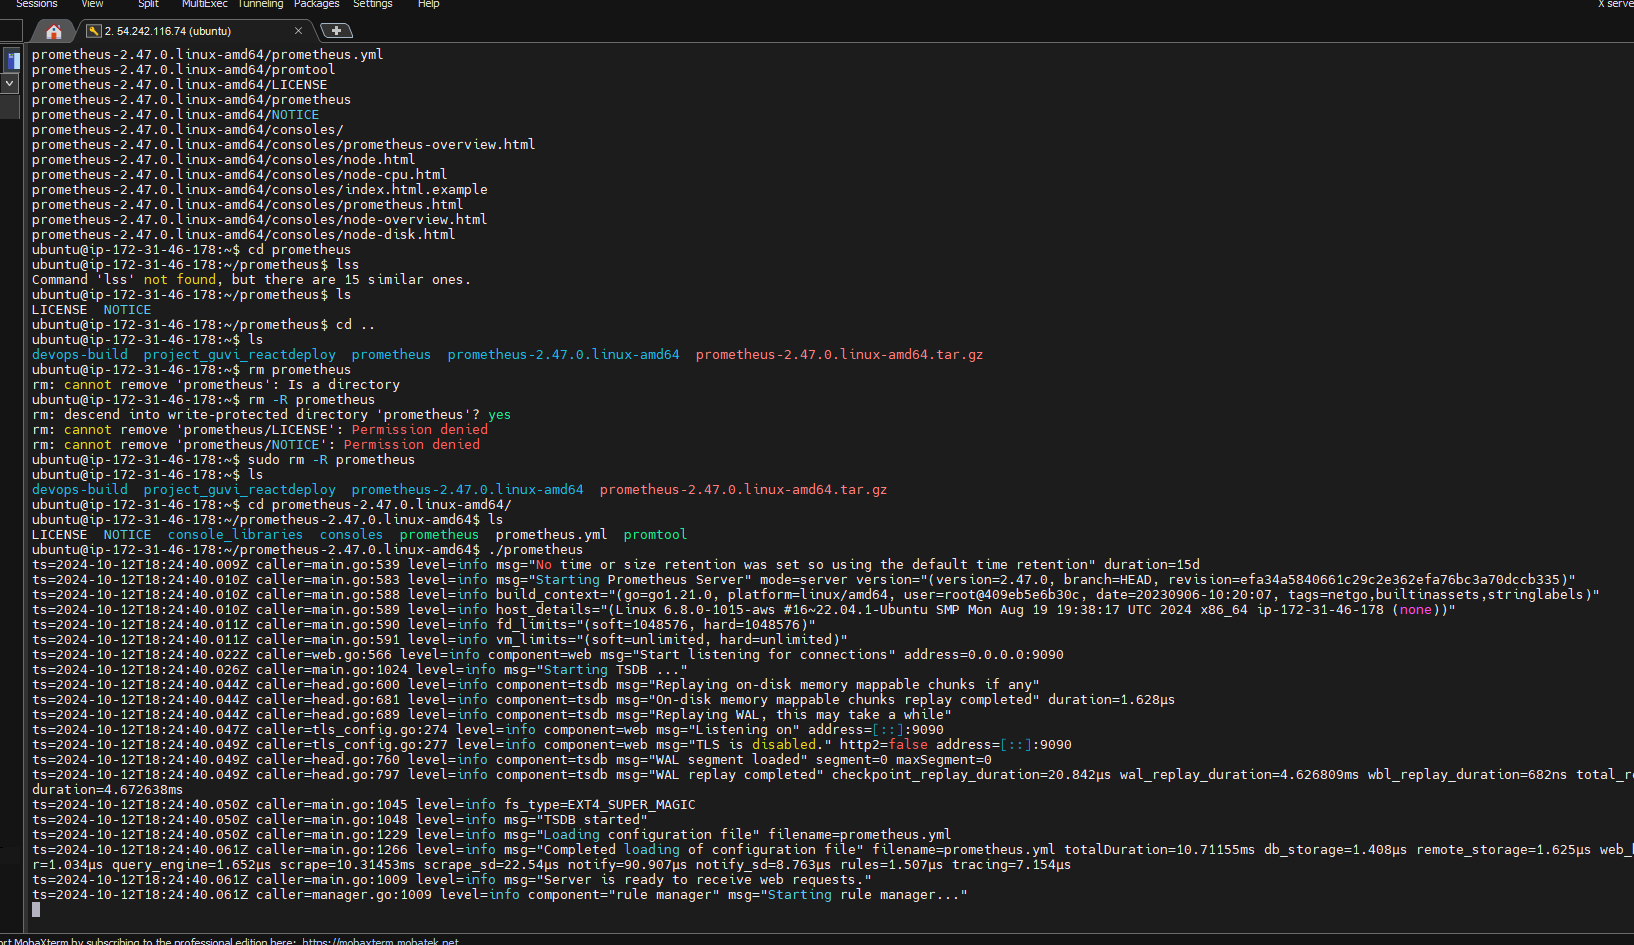 Sessions View Split MultiExec Tunneling Packages Settings Help X serve
2. 54.242.116.74 (ubuntu)
prometheus-2.47.0.linux-amd64/prometheus.yml
prometheus-2.47.0.linux-amd64/promtool
prometheus-2.47.0.linux-amd64/LICENSE
prometheus-2.47.0.linux-amd64/prometheus
prometheus-2.47.0.linux-amd64/NOTICE
prometheus-2.47.0.linux-amd64/consoles/
prometheus-2.47.0.linux-amd64/consoles/prometheus-overview.html
prometheus-2.47.0.linux-amd64/consoles/node.html
prometheus-2.47.0.linux-amd64/consoles/node-cpu.html
prometheus-2.47.0.linux-amd64/consoles/index.html.example
prometheus-2.47.0.linux-amd64/consoles/prometheus.html
prometheus-2.47.0.linux-amd64/consoles/node-overview.html
prometheus-2.47.0.linux-amd64/consoles/node-disk.html
ubuntu@ip-172-31-46-178:~$ cd prometheus
ubuntu@ip-172-31-46-178:~/prometheus$ lss
Command 'lss' not found, but there are 15 similar ones.
ubuntu@ip-172-31-46-178:~/prometheus$ ls
LICENSE  NOTICE
ubuntu@ip-172-31-46-178:~/prometheus$ cd ..
ubuntu@ip-172-31-46-178:~$ ls
devops-build  project_guvi_reactdeploy  prometheus  prometheus-2.47.0.linux-amd64  prometheus-2.47.0.linux-amd64.tar.gz
ubuntu@ip-172-31-46-178:~$ rm prometheus
rm: cannot remove 'prometheus': Is a directory
ubuntu@ip-172-31-46-178:~$ rm -R prometheus
rm: descend into write-protected directory 'prometheus'? yes
rm: cannot remove 'prometheus/LICENSE': Permission denied
rm: cannot remove 'prometheus/NOTICE': Permission denied
ubuntu@ip-172-31-46-178:~$ sudo rm -R prometheus
ubuntu@ip-172-31-46-178:~$ ls
devops-build  project_guvi_reactdeploy  prometheus-2.47.0.linux-amd64  prometheus-2.47.0.linux-amd64.tar.gz
ubuntu@ip-172-31-46-178:~$ cd prometheus-2.47.0.linux-amd64/
ubuntu@ip-172-31-46-178:~/prometheus-2.47.0.linux-amd64$ ls
LICENSE  NOTICE  console_libraries  consoles  prometheus  prometheus.yml  promtool
ubuntu@ip-172-31-46-178:~/prometheus-2.47.0.linux-amd64$ ./prometheus
ts=2024-10-12T18:24:40.009Z caller=main.go:539 level=info msg="No time or size retention was set so using the default time retention" duration=15d
ts=2024-10-12T18:24:40.010Z caller=main.go:583 level=info msg="Starting Prometheus Server" mode=server version="(version=2.47.0, branch=HEAD, revision=efa34a5840661c29c2e362efa76bc3a70dccb335)"
ts=2024-10-12T18:24:40.010Z caller=main.go:588 level=info build_context="(go=go1.21.0, platform=linux/amd64, user=root@409eb5e6b30c, date=20230906-10:20:07, tags=netgo,builtinassets,stringlabels)"
ts=2024-10-12T18:24:40.010Z caller=main.go:589 level=info host_details="(Linux 6.8.0-1015-aws #16~22.04.1-Ubuntu SMP Mon Aug 19 19:38:17 UTC 2024 x86_64 ip-172-31-46-178 (none))"
ts=2024-10-12T18:24:40.011Z caller=main.go:590 level=info fd_limits="(soft=1048576, hard=1048576)"
ts=2024-10-12T18:24:40.011Z caller=main.go:591 level=info vm_limits="(soft=unlimited, hard=unlimited)"
ts=2024-10-12T18:24:40.022Z caller=web.go:566 level=info component=web msg="Start listening for connections" address=0.0.0.0:9090
ts=2024-10-12T18:24:40.026Z caller=main.go:1024 level=info msg="Starting TSDB ..."
ts=2024-10-12T18:24:40.044Z caller=head.go:600 level=info component=tsdb msg="Replaying on-disk memory mappable chunks if any"
ts=2024-10-12T18:24:40.044Z caller=head.go:681 level=info component=tsdb msg="On-disk memory mappable chunks replay completed" duration=1.628µs
ts=2024-10-12T18:24:40.044Z caller=head.go:689 level=info component=tsdb msg="Replaying WAL, this may take a while"
ts=2024-10-12T18:24:40.047Z caller=tls_config.go:274 level=info component=web msg="Listening on" address=[::]:9090
ts=2024-10-12T18:24:40.049Z caller=tls_config.go:277 level=info component=web msg="TLS is disabled." http2=false address=[::]:9090
ts=2024-10-12T18:24:40.049Z caller=head.go:760 level=info component=tsdb msg="WAL segment loaded" segment=0 maxSegment=0
ts=2024-10-12T18:24:40.049Z caller=head.go:797 level=info component=tsdb msg="WAL replay completed" checkpoint_replay_duration=20.842µs wal_replay_duration=4.626809ms wbl_replay_duration=682ns total_r
duration=4.672638ms
ts=2024-10-12T18:24:40.050Z caller=main.go:1045 level=info fs_type=EXT4_SUPER_MAGIC
ts=2024-10-12T18:24:40.050Z caller=main.go:1048 level=info msg="TSDB started"
ts=2024-10-12T18:24:40.050Z caller=main.go:1229 level=info msg="Loading configuration file" filename=prometheus.yml
ts=2024-10-12T18:24:40.061Z caller=main.go:1266 level=info msg="Completed loading of configuration file" filename=prometheus.yml totalDuration=10.71155ms db_storage=1.408µs remote_storage=1.625µs web_
r=1.034µs query_engine=1.652µs scrape=10.31453ms scrape_sd=22.54µs notify=90.907µs notify_sd=8.763µs rules=1.507µs tracing=7.154µs
ts=2024-10-12T18:24:40.061Z caller=main.go:1009 level=info msg="Server is ready to receive web requests."
ts=2024-10-12T18:24:40.061Z caller=manager.go:1009 level=info component="rule manager" msg="Starting rule manager..."
ort MobaXterm by subscribing to the professional edition here: https://mobaxterm.mobatek.net